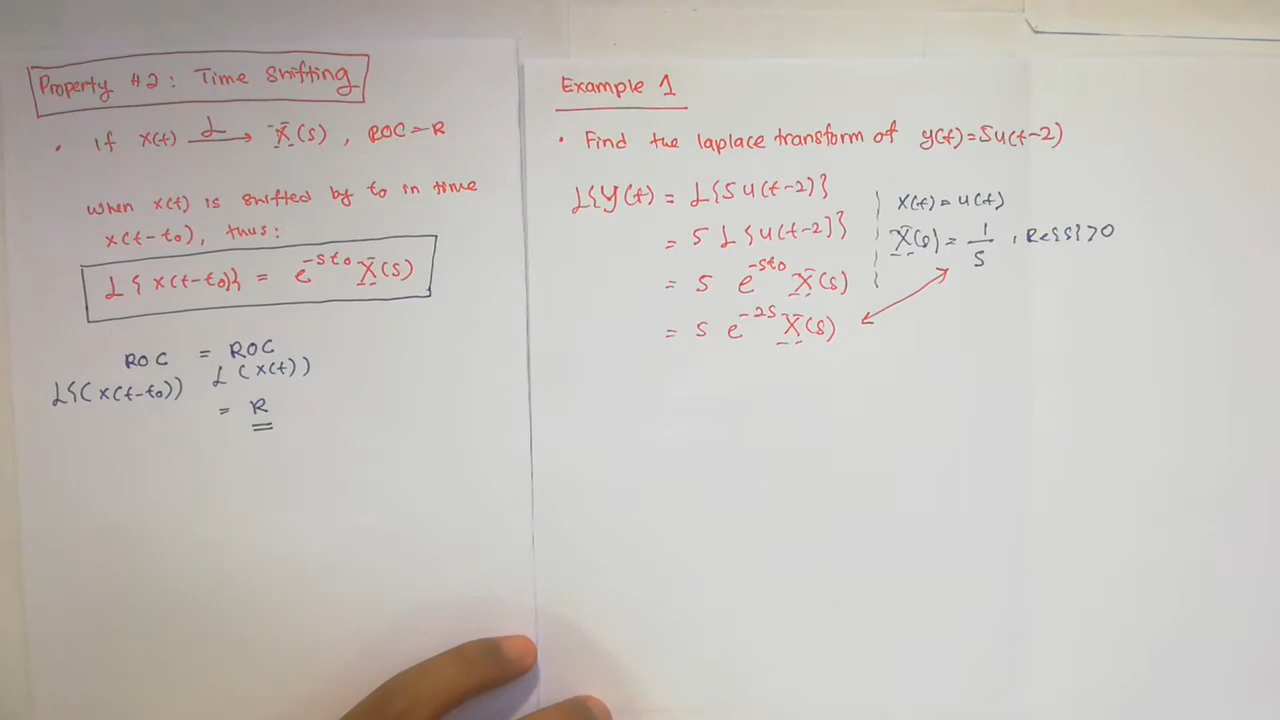 Property #2: Time Shifting
• If x(t) ℒ→ X(s), ROC=R
When x(t) is shifted by t₀ in time
x(t-t₀), thus:
ℒ{x(t-t₀)} = e^-st₀ X(s)
ROC = ROC
ℒ{(x(t-t₀)) ℒ(x(t))
= R
Example 1
• Find the laplace transform of y(t)=5u(t-2)
ℒ{y(t) = ℒ{5u(t-2)}
= 5 ℒ{u(t-2)}
= 5 e^-st₀ X(s)
= 5 e^-2s X(s)
x(t) = u(t)
X(s) = 1/s , Re{s}>0